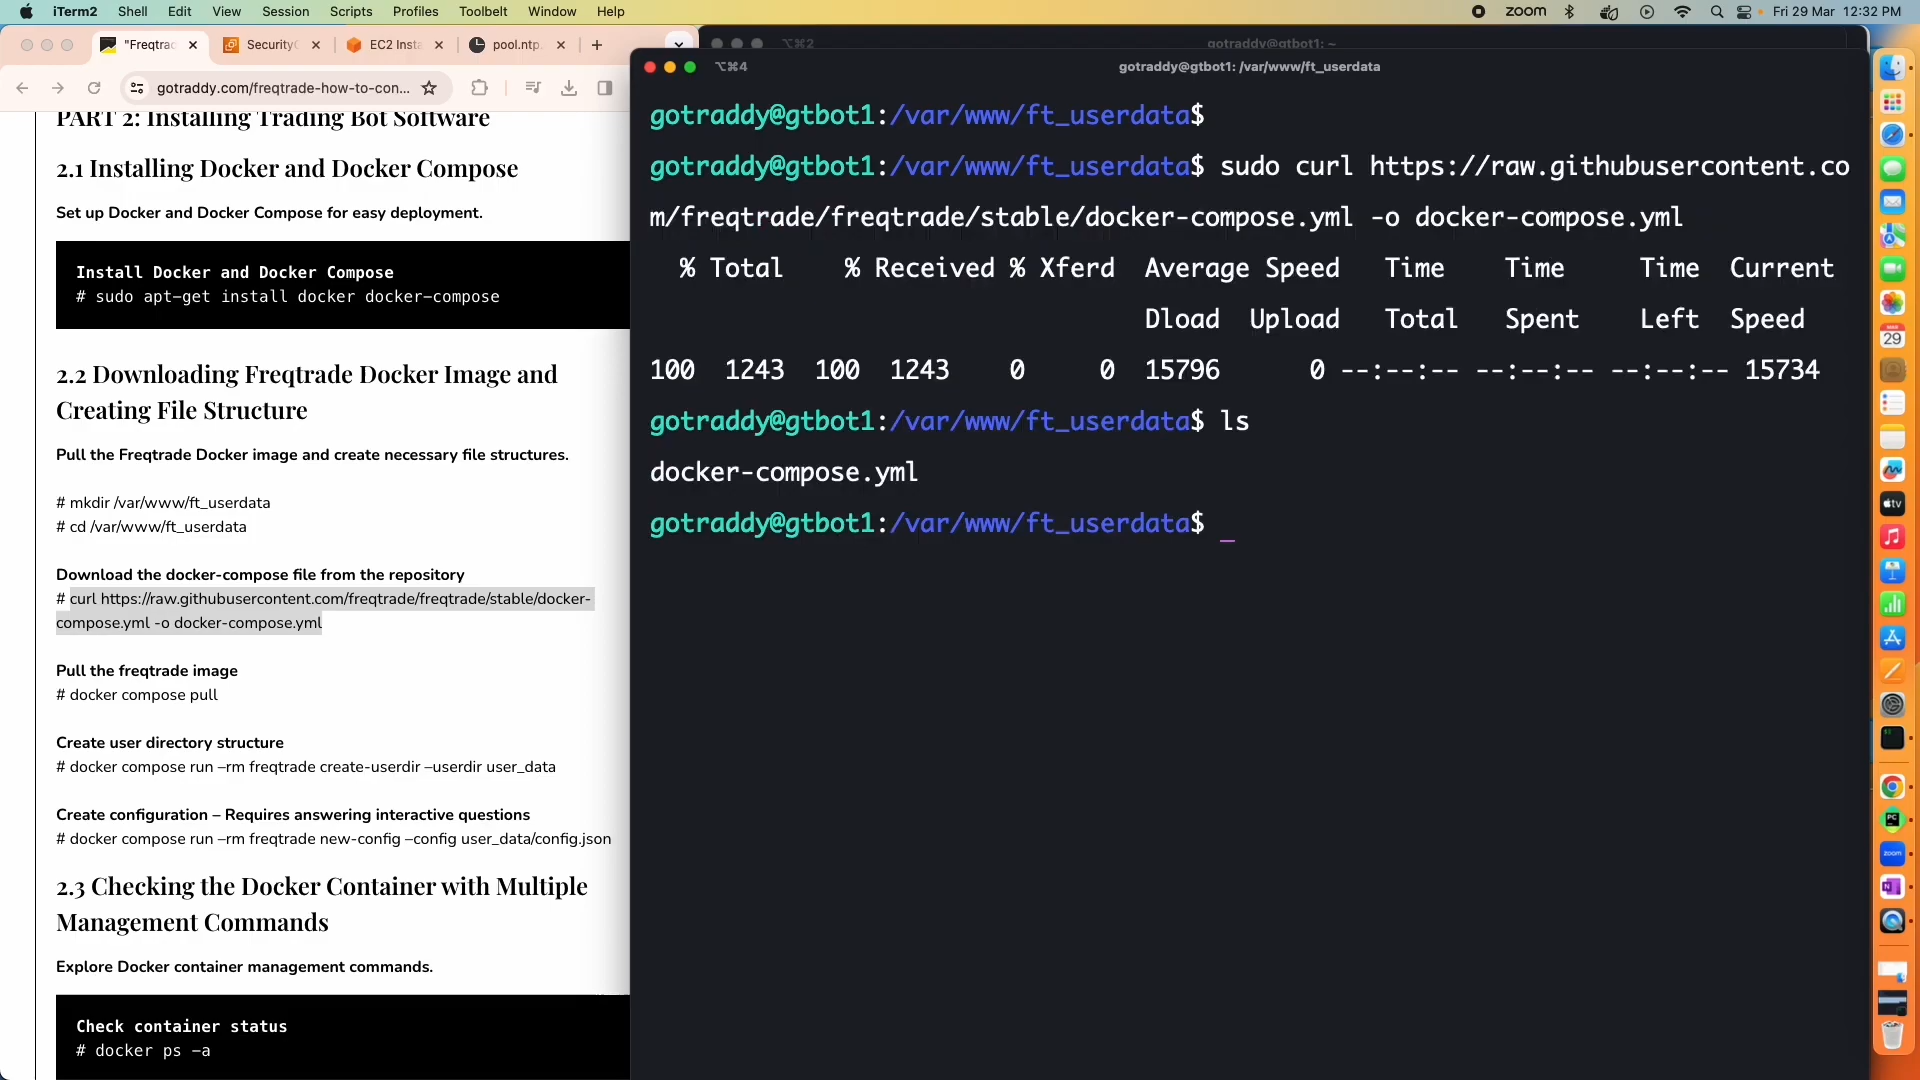 iTerm2 Shell Edit View Session Scripts Profiles Toolbelt Window Help
zoom Fri 29 Mar 12:32 PM
"Freqtrad
SecurityG
EC2 Insta
pool.ntp.
⌥⌘2
gotraddy@gtbot1: ~
gotraddy.com/freqtrade-how-to-con...
PART 2: Installing Trading Bot Software
2.1 Installing Docker and Docker Compose
Set up Docker and Docker Compose for easy deployment.
Install Docker and Docker Compose
# sudo apt-get install docker docker-compose
2.2 Downloading Freqtrade Docker Image and
Creating File Structure
Pull the Freqtrade Docker image and create necessary file structures.
# mkdir /var/www/ft_userdata
# cd /var/www/ft_userdata
Download the docker-compose file from the repository
# curl https://raw.githubusercontent.com/freqtrade/freqtrade/stable/docker-
compose.yml -o docker-compose.yml
Pull the freqtrade image
# docker compose pull
Create user directory structure
# docker compose run –rm freqtrade create-userdir –userdir user_data
Create configuration – Requires answering interactive questions
# docker compose run –rm freqtrade new-config –config user_data/config.json
2.3 Checking the Docker Container with Multiple
Management Commands
Explore Docker container management commands.
Check container status
# docker ps -a
⌥⌘4
gotraddy@gtbot1: /var/www/ft_userdata
gotraddy@gtbot1:/var/www/ft_userdata$
gotraddy@gtbot1:/var/www/ft_userdata$ sudo curl https://raw.githubusercontent.co
m/freqtrade/freqtrade/stable/docker-compose.yml -o docker-compose.yml
% Total % Received % Xferd Average Speed Time Time Time Current
Dload Upload Total Spent Left Speed
100 1243 100 1243 0 0 15796 0 --:--:-- --:--:-- --:--:-- 15734
gotraddy@gtbot1:/var/www/ft_userdata$ ls
docker-compose.yml
gotraddy@gtbot1:/var/www/ft_userdata$ _
29
tv
PC
zoom
N